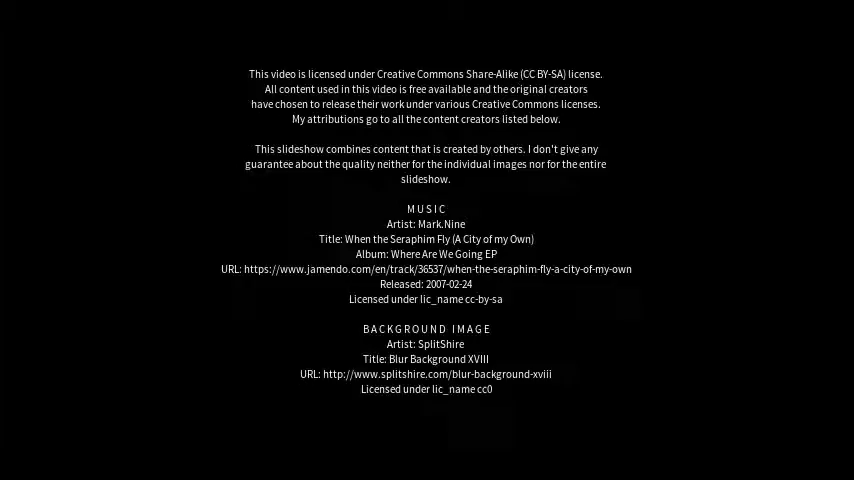 This video is licensed under Creative Commons Share-Alike (CC BY-SA) license.
All content used in this video is free available and the original creators
have chosen to release their work under various Creative Commons licenses.
My attributions go to all the content creators listed below.
This slideshow combines content that is created by others. I don't give any
guarantee about the quality neither for the individual images nor for the entire
slideshow.
MUSIC
Artist: Mark.Nine
Title: When the Seraphim Fly (A City of my Own)
Album: Where Are We Going EP
URL: https://www.jamendo.com/en/track/36537/when-the-seraphim-fly-a-city-of-my-own
Released: 2007-02-24
Licensed under lic_name cc-by-sa
BACKGROUND IMAGE
Artist: SplitShire
Title: Blur Background XVIII
URL: http://www.splitshire.com/blur-background-xviii
Licensed under lic_name cc0